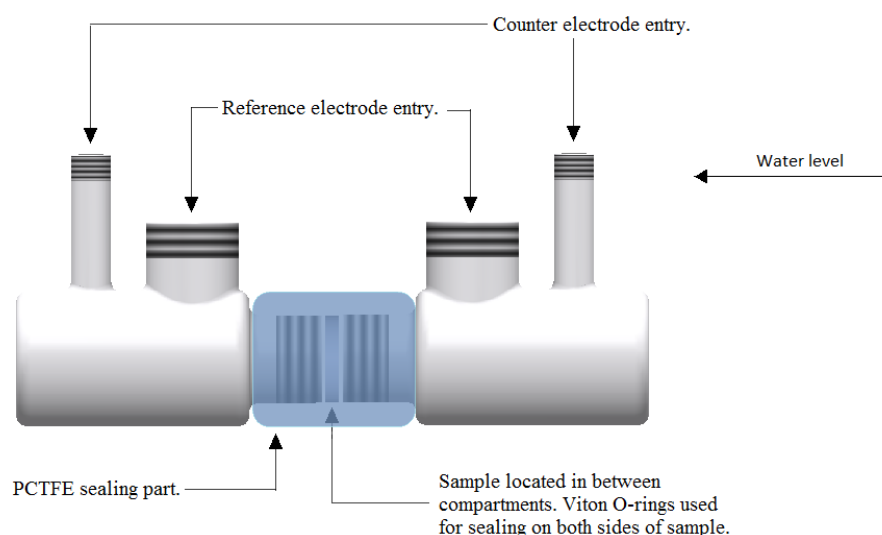 Counter electrode entry.
Reference electrode entry.
Water level
PCTFE sealing part.
Sample located in between
compartments. Viton O-rings used
for sealing on both sides of sample.